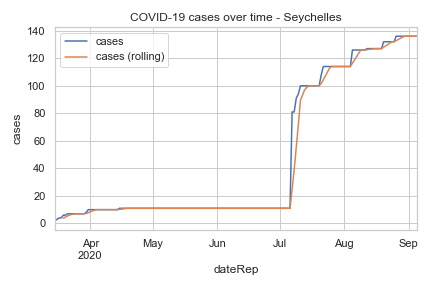 COVID-19 cases over time - Seychelles
cases
cases (rolling)
140
120
100
80
60
40
20
0
cases
Apr
2020
May
Jun
Jul
Aug
Sep
dateRep